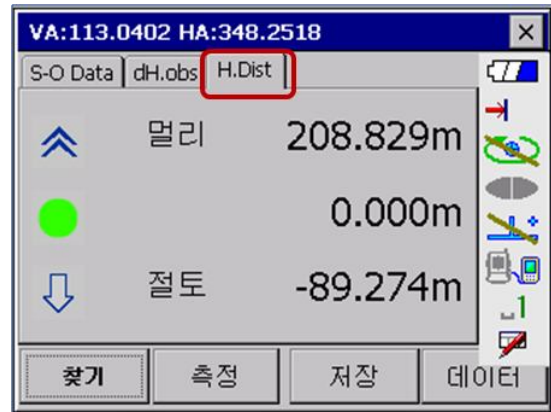 VA:113.0402 HA:348.2518
S-O Data dH.obs H.Dist
멀리 208.829m
0.000m
절토 -89.274m
1
찾기 측정 저장 데이터